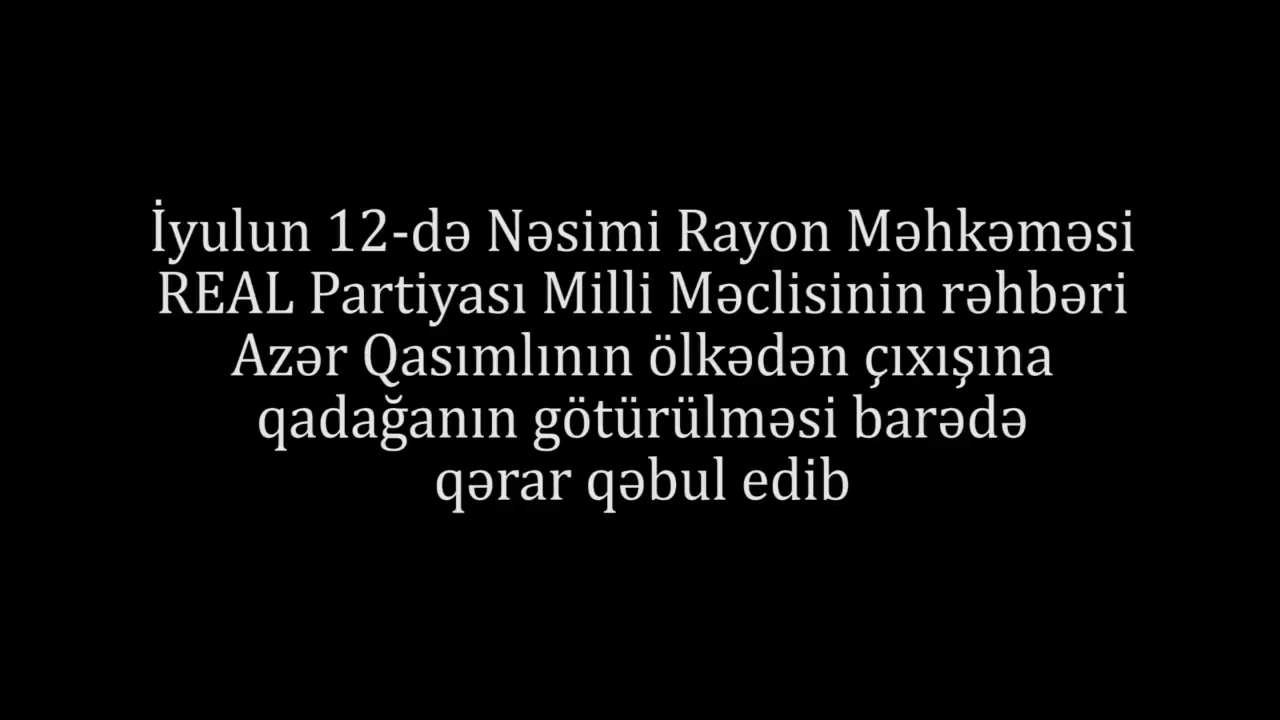 İyulun 12-də Nəsimi Rayon Məhkəməsi
REAL Partiyası Milli Məclisinin rəhbəri
Azər Qasımlının ölkədən çıxışına
qadağanın götürülməsi barədə
qərar qəbul edib